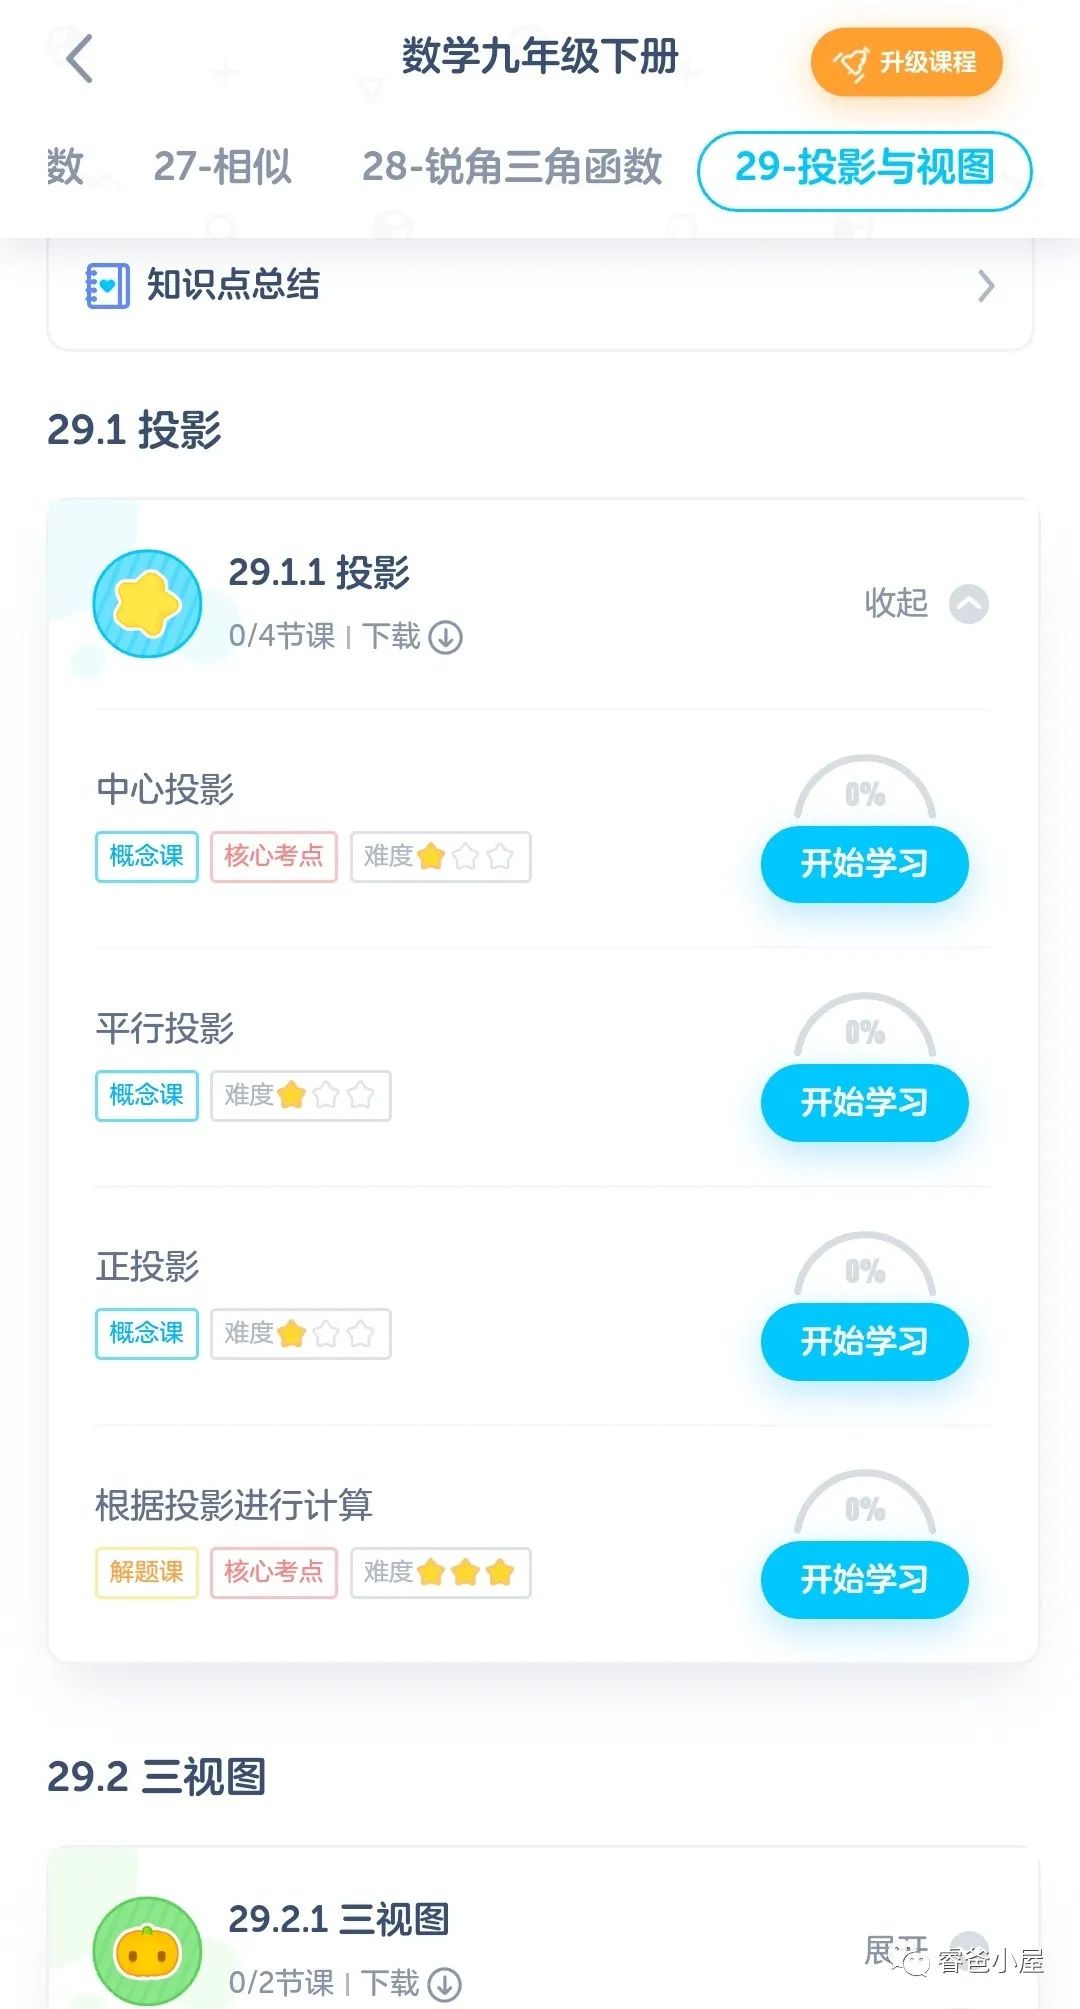 数学九年级下册
升级课程
数 27-相似 28-锐角三角函数 29-投影与视图
知识点总结
29.1 投影
29.1.1 投影
0/4节课 | 下载
收起
中心投影
概念课 核心考点 难度
0%
开始学习
平行投影
概念课 难度
0%
开始学习
正投影
概念课 难度
0%
开始学习
根据投影进行计算
解题课 核心考点 难度
0%
开始学习
29.2 三视图
29.2.1 三视图
0/2节课 | 下载
展开
睿爸小屋